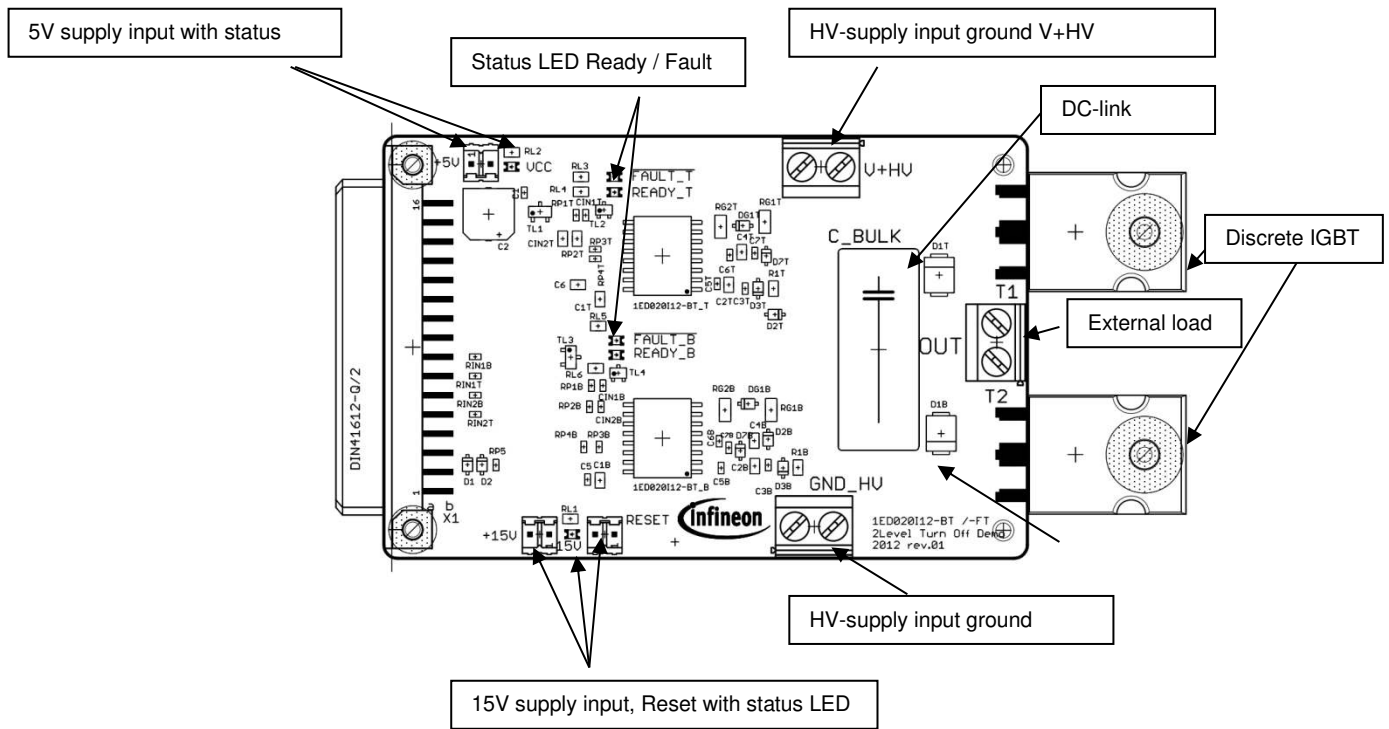 5V supply input with status
Status LED Ready / Fault
HV-supply input ground V+HV
DC-link
Discrete IGBT
External load
HV-supply input ground
15V supply input, Reset with status LED
+5V
1
RL2
VCC
C1
C2
16
DIN41612-Q/2
1
a b
X1
RL3
FAULT_T
RL4
READY_T
RP1T
CIN1T
TL1
TL2
CIN2T
RP2T
RP3T
RP4T
C6
C1T
1ED020I12-BT_T
RL5
RG2T
DG1T
RG1T
C4T
C7T
D7T
C6T
R1T
C5T
C2T
C3T
D3T
D2T
V+HV
C_BULK
D1T
T1
OUT
T2
D1B
TL3
FAULT_B
READY_B
RL6
TL4
RP1B
RIN1B
RIN1T
RIN2B
RIN2T
RP2B
CIN1B
CIN2B
RP4B
RP3B
C5
C1B
1ED020I12-BT_B
D1
D2
RP5
RG2B
DG1B
RG1B
C4B
C6B
C7B
D7B
D2B
C2B
R1B
C5B
C3B
D3B
GND_HV
RL1
+15V
15V
RESET
1
infineon
1ED020I12-BT /-FT
2Level Turn Off Demo
2012 rev.01